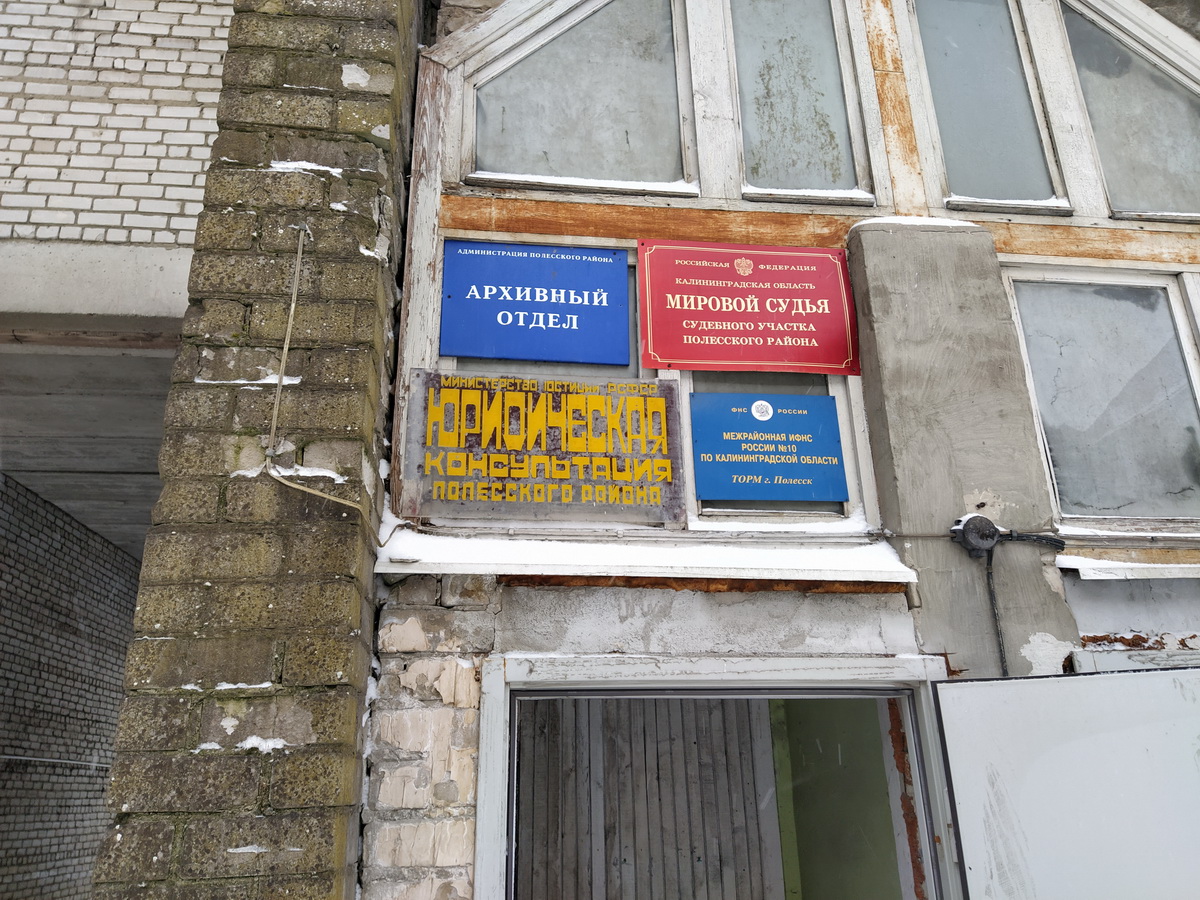 АДМИНИСТРАЦИЯ ПОЛЕССКОГО РАЙОНА
АРХИВНЫЙ
ОТДЕЛ
РОССИЙСКАЯ ФЕДЕРАЦИЯ
КАЛИНИНГРАДСКАЯ ОБЛАСТЬ
МИРОВОЙ СУДЬЯ
СУДЕБНОГО УЧАСТКА
ПОЛЕССКОГО РАЙОНА
МИНИСТЕРСТВО ЮСТИЦИИ РСФСР
ЮРИДИЧЕСКАЯ
КОНСУЛЬТАЦИЯ
ПОЛЕССКОГО РАЙОНА
ФНС РОССИИ
МЕЖРАЙОННАЯ ИФНС
РОССИИ №10
ПО КАЛИНИНГРАДСКОЙ ОБЛАСТИ
ТОРМ г. Полесск